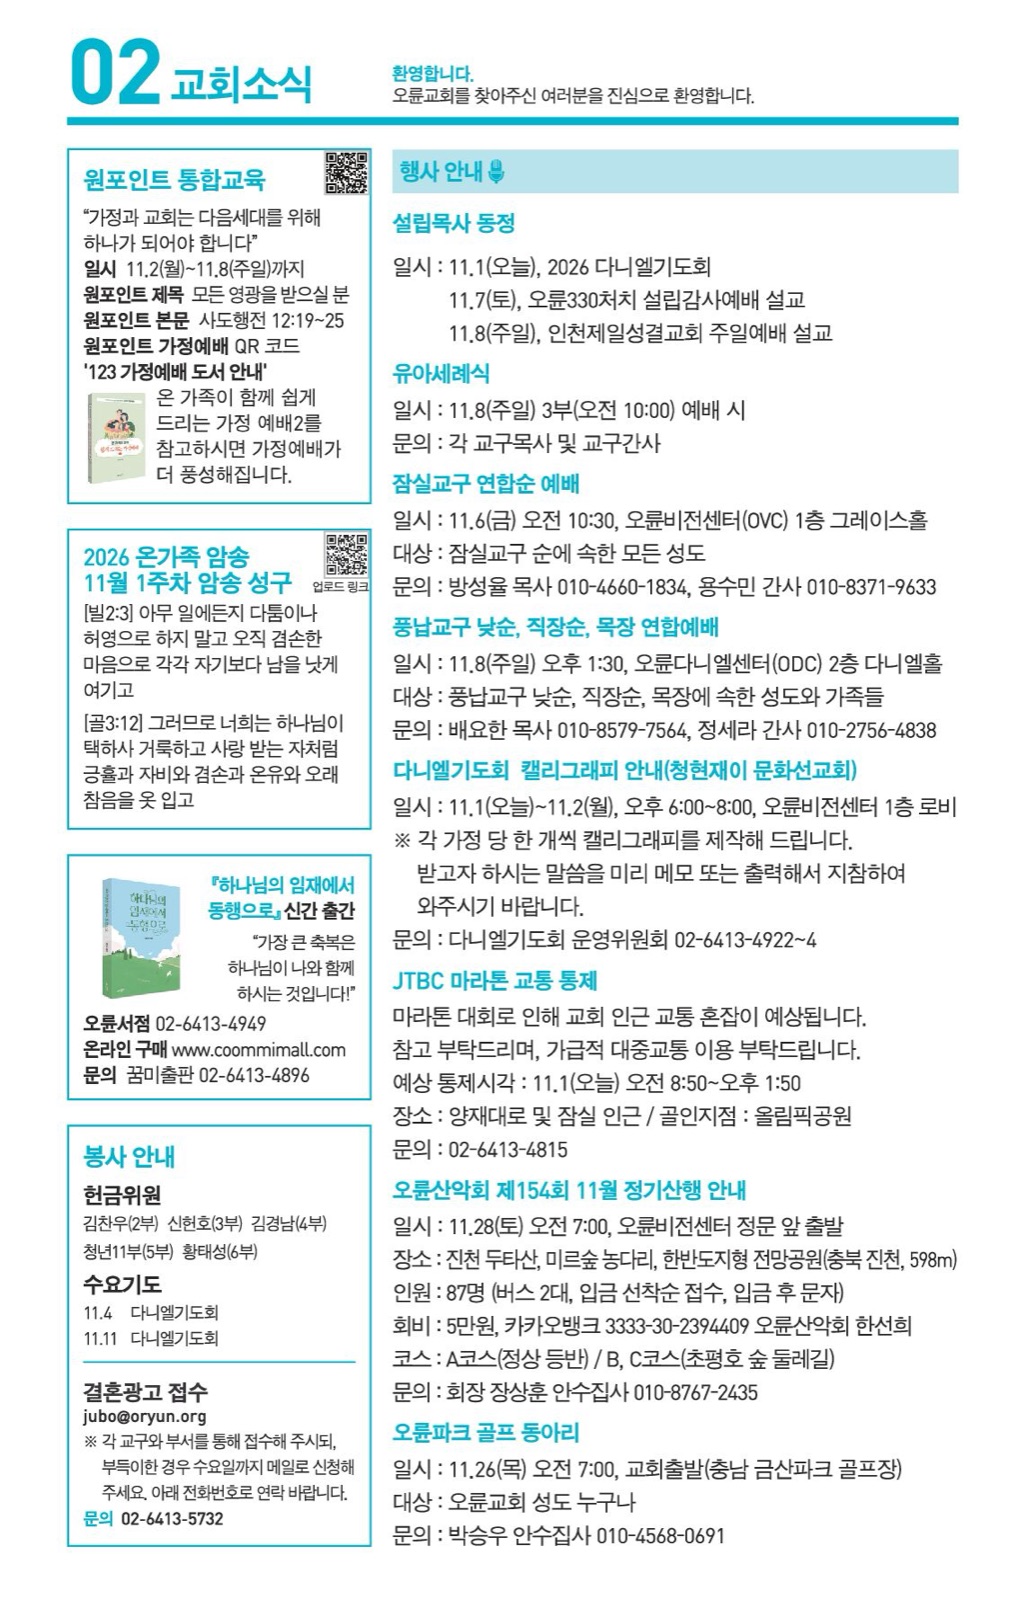 02 교회소식
환영합니다.
오륜교회를 찾아주신 여러분을 진심으로 환영합니다.
원포인트 통합교육
“가정과 교회는 다음세대를 위해
하나가 되어야 합니다”
일시 11.2(월)~11.8(주일)까지
원포인트 제목 모든 영광을 받으실 분
원포인트 본문 사도행전 12:19~25
원포인트 가정예배 QR 코드
'123 가정예배 도서 안내'
온 가족이 함께 쉽게
드리는 가정 예배2를
참고하시면 가정예배가
더 풍성해집니다.
2026 온가족 암송
11월 1주차 암송 성구
업로드 링크
[빌2:3] 아무 일에든지 다툼이나
허영으로 하지 말고 오직 겸손한
마음으로 각각 자기보다 남을 낫게
여기고
[골3:12] 그러므로 너희는 하나님이
택하사 거룩하고 사랑 받는 자처럼
긍휼과 자비와 겸손과 온유와 오래
참음을 옷 입고
하나님의
임재에서
동행으로
『하나님의 임재에서
동행으로』 신간 출간
“가장 큰 축복은
하나님이 나와 함께
하시는 것입니다!”
오륜서점 02-6413-4949
온라인 구매 www.coommimall.com
문의 꿈미출판 02-6413-4896
봉사 안내
헌금위원
김찬우(2부) 신헌호(3부) 김경남(4부)
청년11부(5부) 황태성(6부)
수요기도
11.4 다니엘기도회
11.11 다니엘기도회
결혼광고 접수
jubo@oryun.org
※ 각 교구와 부서를 통해 접수해 주시되,
부득이한 경우 수요일까지 메일로 신청해
주세요. 아래 전화번호로 연락 바랍니다.
문의 02-6413-5732
행사 안내
설립목사 동정
일시 : 11.1(오늘), 2026 다니엘기도회
11.7(토), 오륜330처치 설립감사예배 설교
11.8(주일), 인천제일성결교회 주일예배 설교
유아세례식
일시 : 11.8(주일) 3부(오전 10:00) 예배 시
문의 : 각 교구목사 및 교구간사
잠실교구 연합순 예배
일시 : 11.6(금) 오전 10:30, 오륜비전센터(OVC) 1층 그레이스홀
대상 : 잠실교구 순에 속한 모든 성도
문의 : 방성율 목사 010-4660-1834, 용수민 간사 010-8371-9633
풍납교구 낮순, 직장순, 목장 연합예배
일시 : 11.8(주일) 오후 1:30, 오륜다니엘센터(ODC) 2층 다니엘홀
대상 : 풍납교구 낮순, 직장순, 목장에 속한 성도와 가족들
문의 : 배요한 목사 010-8579-7564, 정세라 간사 010-2756-4838
다니엘기도회 캘리그래피 안내(청현재이 문화선교회)
일시 : 11.1(오늘)~11.2(월), 오후 6:00~8:00, 오륜비전센터 1층 로비
※ 각 가정 당 한 개씩 캘리그래피를 제작해 드립니다.
받고자 하시는 말씀을 미리 메모 또는 출력해서 지참하여
와주시기 바랍니다.
문의 : 다니엘기도회 운영위원회 02-6413-4922~4
JTBC 마라톤 교통 통제
마라톤 대회로 인해 교회 인근 교통 혼잡이 예상됩니다.
참고 부탁드리며, 가급적 대중교통 이용 부탁드립니다.
예상 통제시각 : 11.1(오늘) 오전 8:50~오후 1:50
장소 : 양재대로 및 잠실 인근 / 골인지점 : 올림픽공원
문의 : 02-6413-4815
오륜산악회 제154회 11월 정기산행 안내
일시 : 11.28(토) 오전 7:00, 오륜비전센터 정문 앞 출발
장소 : 진천 두타산, 미르숲 농다리, 한반도지형 전망공원(충북 진천, 598m)
인원 : 87명 (버스 2대, 입금 선착순 접수, 입금 후 문자)
회비 : 5만원, 카카오뱅크 3333-30-2394409 오륜산악회 한선희
코스 : A코스(정상 등반) / B, C코스(초평호 숲 둘레길)
문의 : 회장 장상훈 안수집사 010-8767-2435
오륜파크 골프 동아리
일시 : 11.26(목) 오전 7:00, 교회출발(충남 금산파크 골프장)
대상 : 오륜교회 성도 누구나
문의 : 박승우 안수집사 010-4568-0691